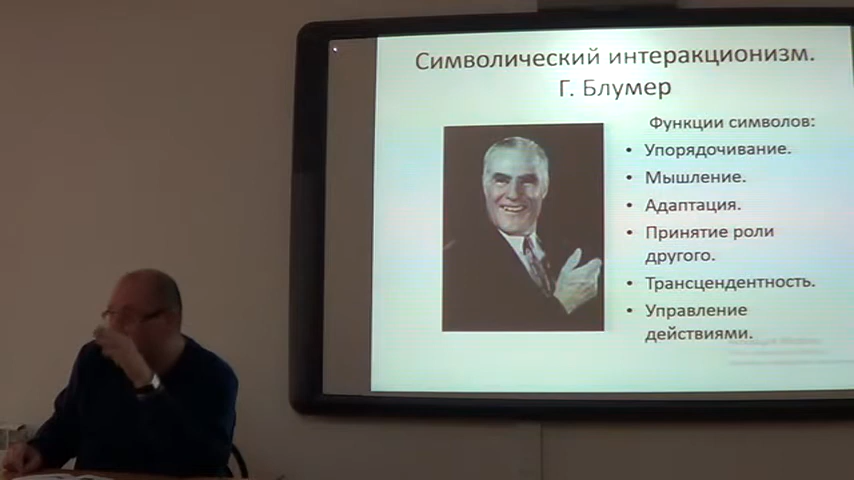 Символический интеракционизм.
Г. Блумер
Функции символов:
• Упорядочивание.
• Мышление.
• Адаптация.
• Принятие роли
другого.
• Трансцендентность.
• Управление
действиями.